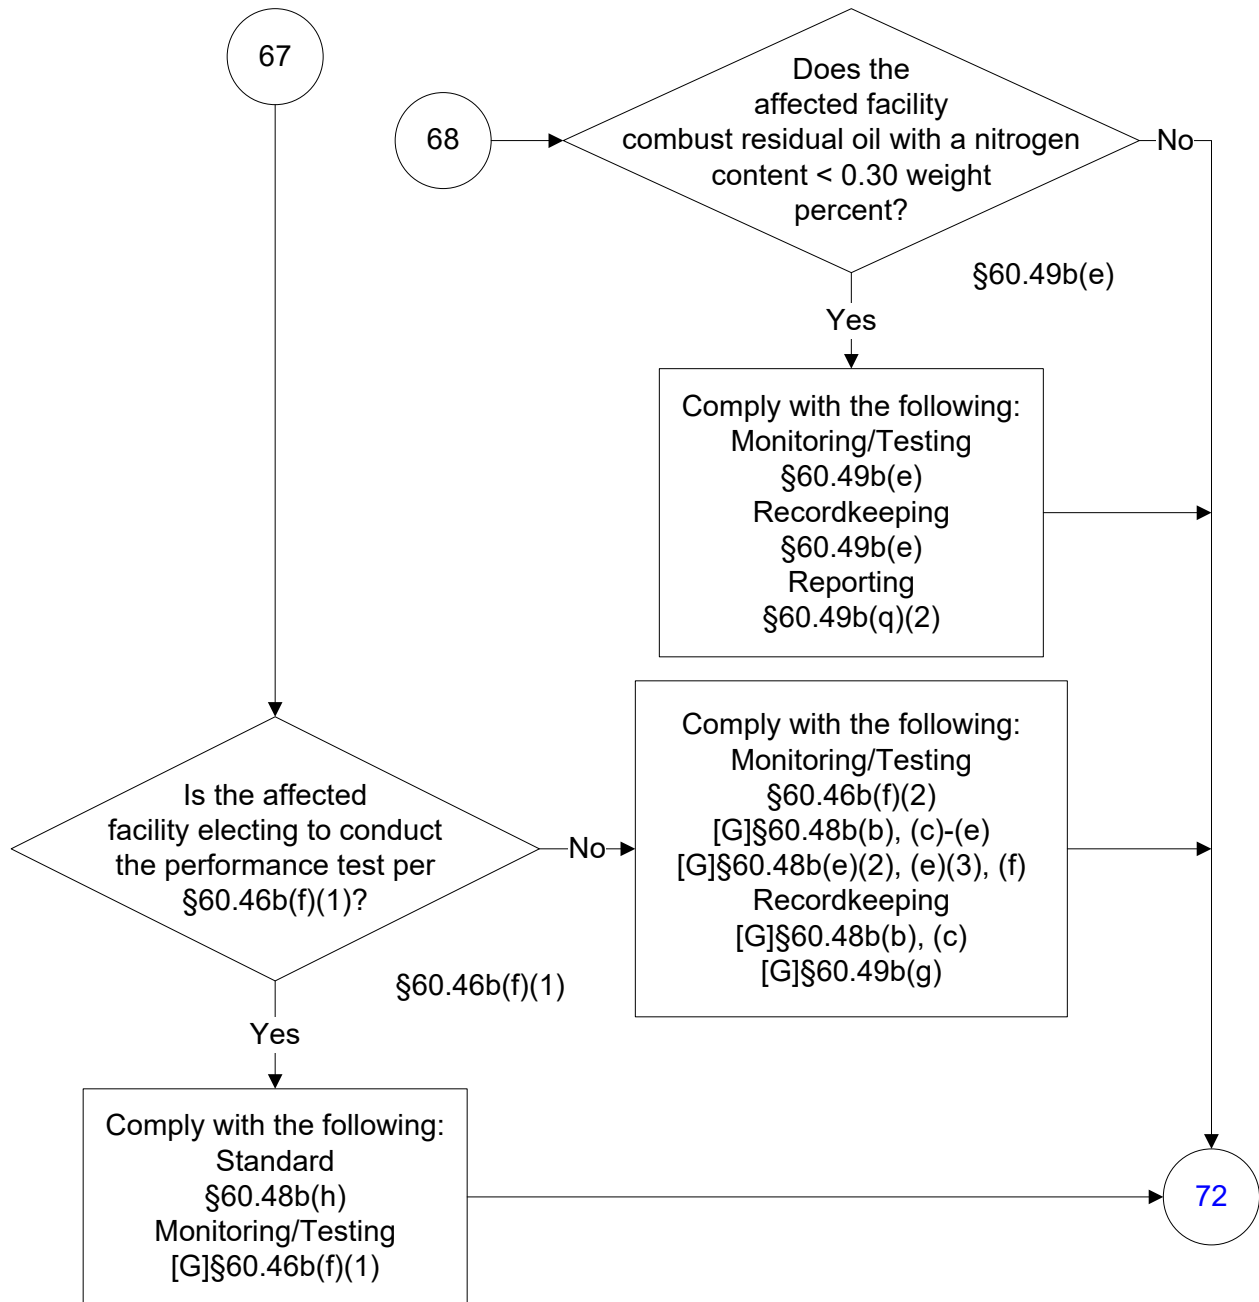 67
68
Does the
affected facility
combust residual oil with a nitrogen
content < 0.30 weight
percent?
No
§60.49b(e)
Yes
Comply with the following:
Monitoring/Testing
§60.49b(e)
Recordkeeping
§60.49b(e)
Reporting
§60.49b(q)(2)
Is the affected
facility electing to conduct
the performance test per
§60.46b(f)(1)?
No
§60.46b(f)(1)
Yes
Comply with the following:
Monitoring/Testing
§60.46b(f)(2)
[G]§60.48b(b), (c)-(e)
[G]§60.48b(e)(2), (e)(3), (f)
Recordkeeping
[G]§60.48b(b), (c)
[G]§60.49b(g)
Comply with the following:
Standard
§60.48b(h)
Monitoring/Testing
[G]§60.46b(f)(1)
72